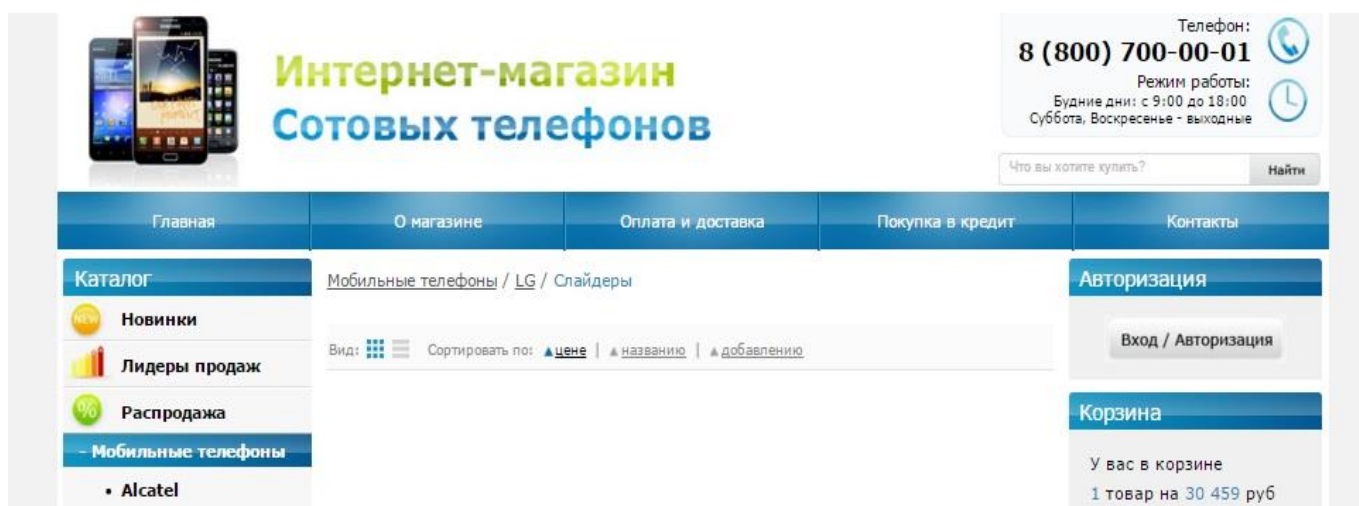 Интернет-магазин
Сотовых телефонов
Телефон:
8 (800) 700-00-01
Режим работы:
Будние дни: с 9:00 до 18:00
Суббота, Воскресенье - выходные
Что вы хотите купить?
Найти
Главная
О магазине
Оплата и доставка
Покупка в кредит
Контакты
Каталог
NEW Новинки
Лидеры продаж
% Распродажа
- Мобильные телефоны
• Alcatel
Мобильные телефоны / LG / Слайдеры
Вид: Сортировать по: ▲цене | ▲названию | ▲добавлению
Авторизация
Вход / Авторизация
Корзина
У вас в корзине
1 товар на 30 459 руб